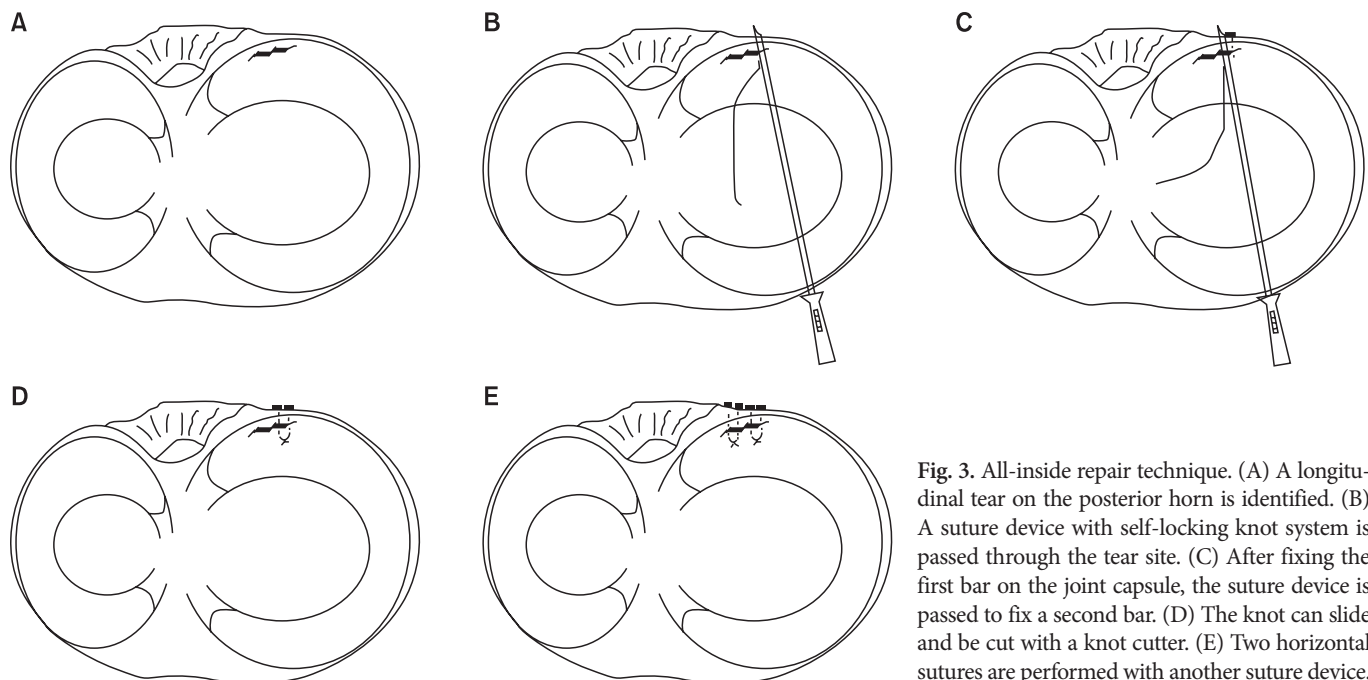 A
B
C
D
E
Fig. 3. All-inside repair technique. (A) A longitu-
dinal tear on the posterior horn is identified. (B)
A suture device with self-locking knot system is
passed through the tear site. (C) After fixing the
first bar on the joint capsule, the suture device is
passed to fix a second bar. (D) The knot can slide
and be cut with a knot cutter. (E) Two horizontal
sutures are performed with another suture device.